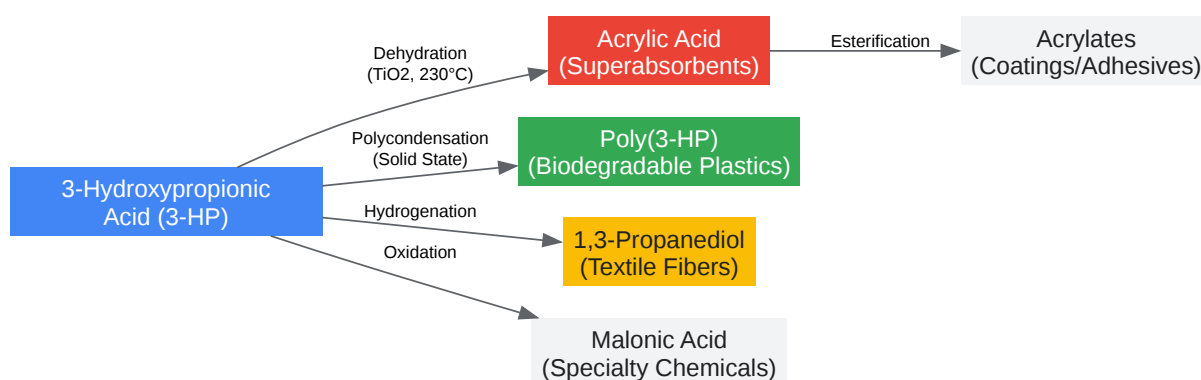 Dehydration
(TiO2, 230°C)
Acrylic Acid
(Superabsorbents)
Esterification
Acrylates
(Coatings/Adhesives)
Polycondensation
(Solid State)
Poly(3-HP)
(Biodegradable Plastics)
3-Hydroxypropionic
Acid (3-HP)
Hydrogenation
1,3-Propanediol
(Textile Fibers)
Oxidation
Malonic Acid
(Specialty Chemicals)